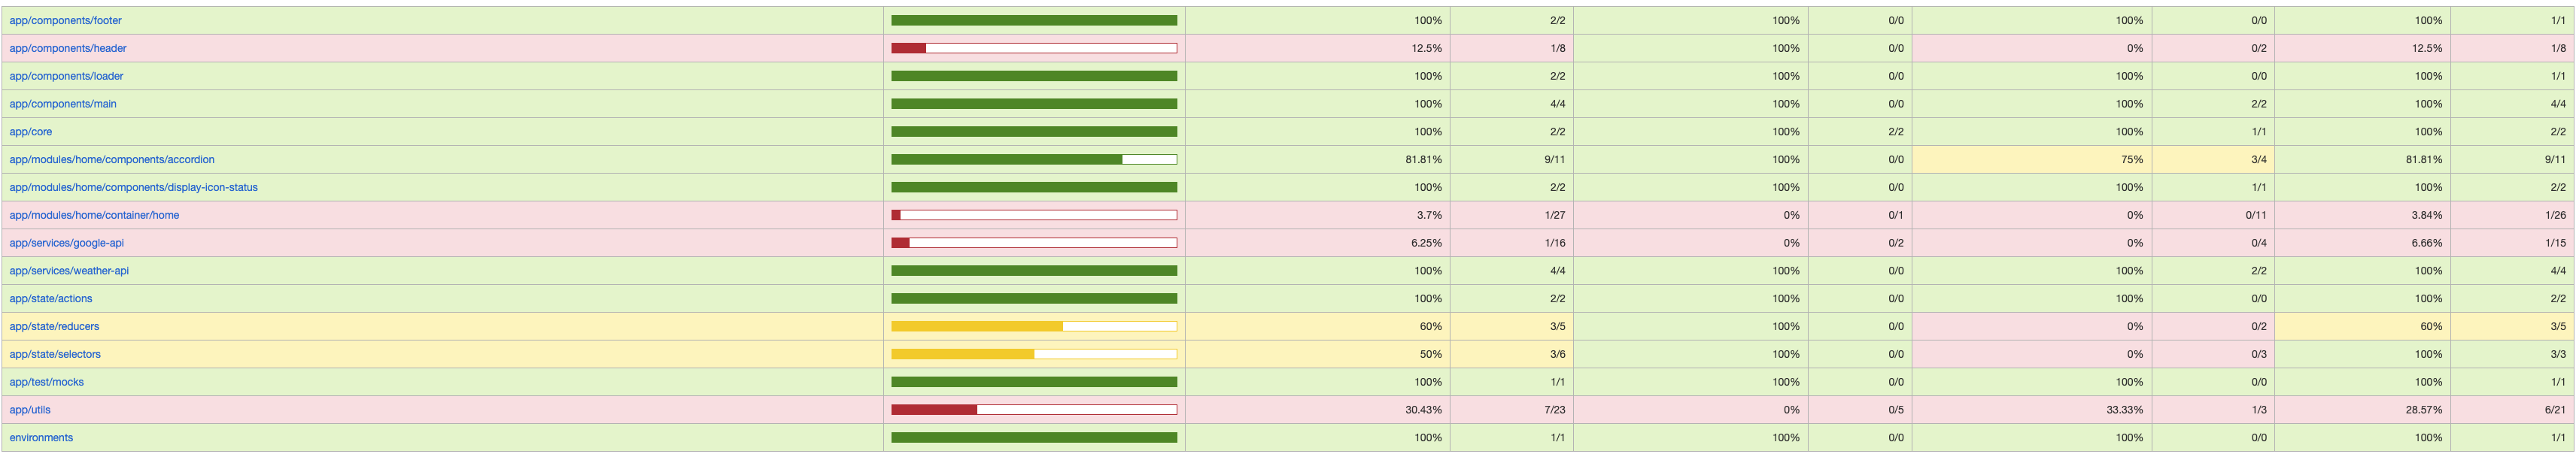 app/components/footer 100% 2/2 100% 0/0 100% 0/0 100% 1/1
app/components/header 12.5% 1/8 100% 0/0 0% 0/2 12.5% 1/8
app/components/loader 100% 2/2 100% 0/0 100% 0/0 100% 1/1
app/components/main 100% 4/4 100% 0/0 100% 2/2 100% 4/4
app/core 100% 2/2 100% 2/2 100% 1/1 100% 2/2
app/modules/home/components/accordion 81.81% 9/11 100% 0/0 75% 3/4 81.81% 9/11
app/modules/home/components/display-icon-status 100% 2/2 100% 0/0 100% 1/1 100% 2/2
app/modules/home/container/home 3.7% 1/27 0% 0/1 0% 0/11 3.84% 1/26
app/services/google-api 6.25% 1/16 0% 0/2 0% 0/4 6.66% 1/15
app/services/weather-api 100% 4/4 100% 0/0 100% 2/2 100% 4/4
app/state/actions 100% 2/2 100% 0/0 100% 0/0 100% 2/2
app/state/reducers 60% 3/5 100% 0/0 0% 0/2 60% 3/5
app/state/selectors 50% 3/6 100% 0/0 0% 0/3 100% 3/3
app/test/mocks 100% 1/1 100% 0/0 100% 0/0 100% 1/1
app/utils 30.43% 7/23 0% 0/5 33.33% 1/3 28.57% 6/21
environments 100% 1/1 100% 0/0 100% 0/0 100% 1/1